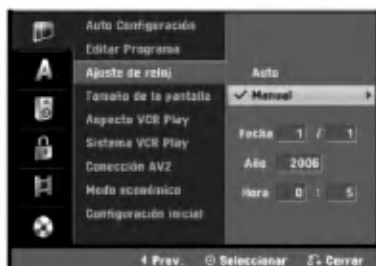 Auto Configuración
Editar Programa
Ajuste de reloj
Tamaño de la pantalla
Aspecto VCR Play
Sistema VCR Play
Conección AV2
Modo económico
Configuración inicial
A
Auto
✓ Manual
Fecha 1 / 1
Año 2006
Hora 0 : 5
Prev. Seleccionar Cerrar